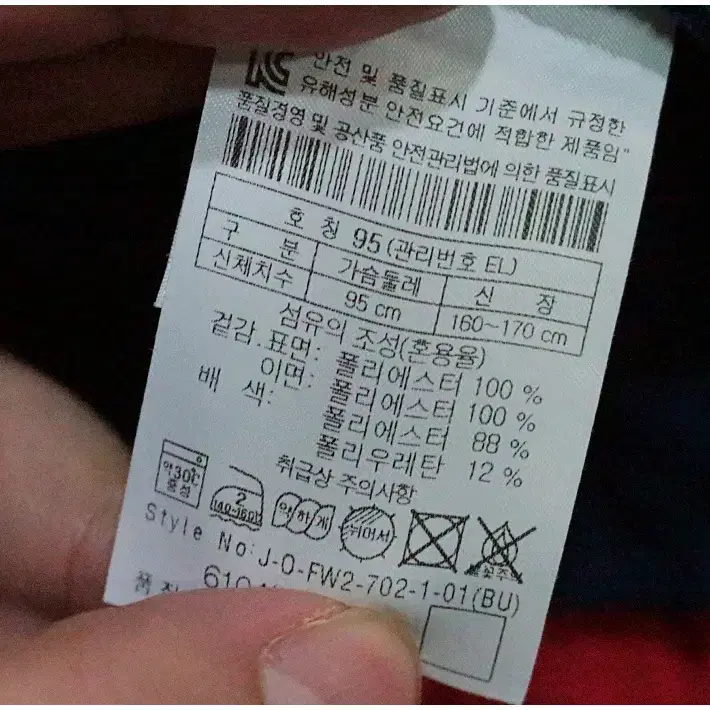 안전 및 품질표시 기준에서 규정한
유해성분 안전요건에 적합한 제품임"
품질경영 및 공산품 안전관리법에 의한 품질표시
호 칭 95 (관리번호 EL)
구 분 가슴둘레 신 장
신체치수 95 cm 160~170 cm
섬유의 조성(혼용율)
겉감.표면: 폴리에스터 100 %
이면: 폴리에스터 100 %
배 색: 폴리에스터 88 %
폴리우레탄 12 %
취급상 주의사항
약30℃
중성
2
140-160℃
약하게
뉘어서
Style No: J-O-FW2-702-1-01(BU)